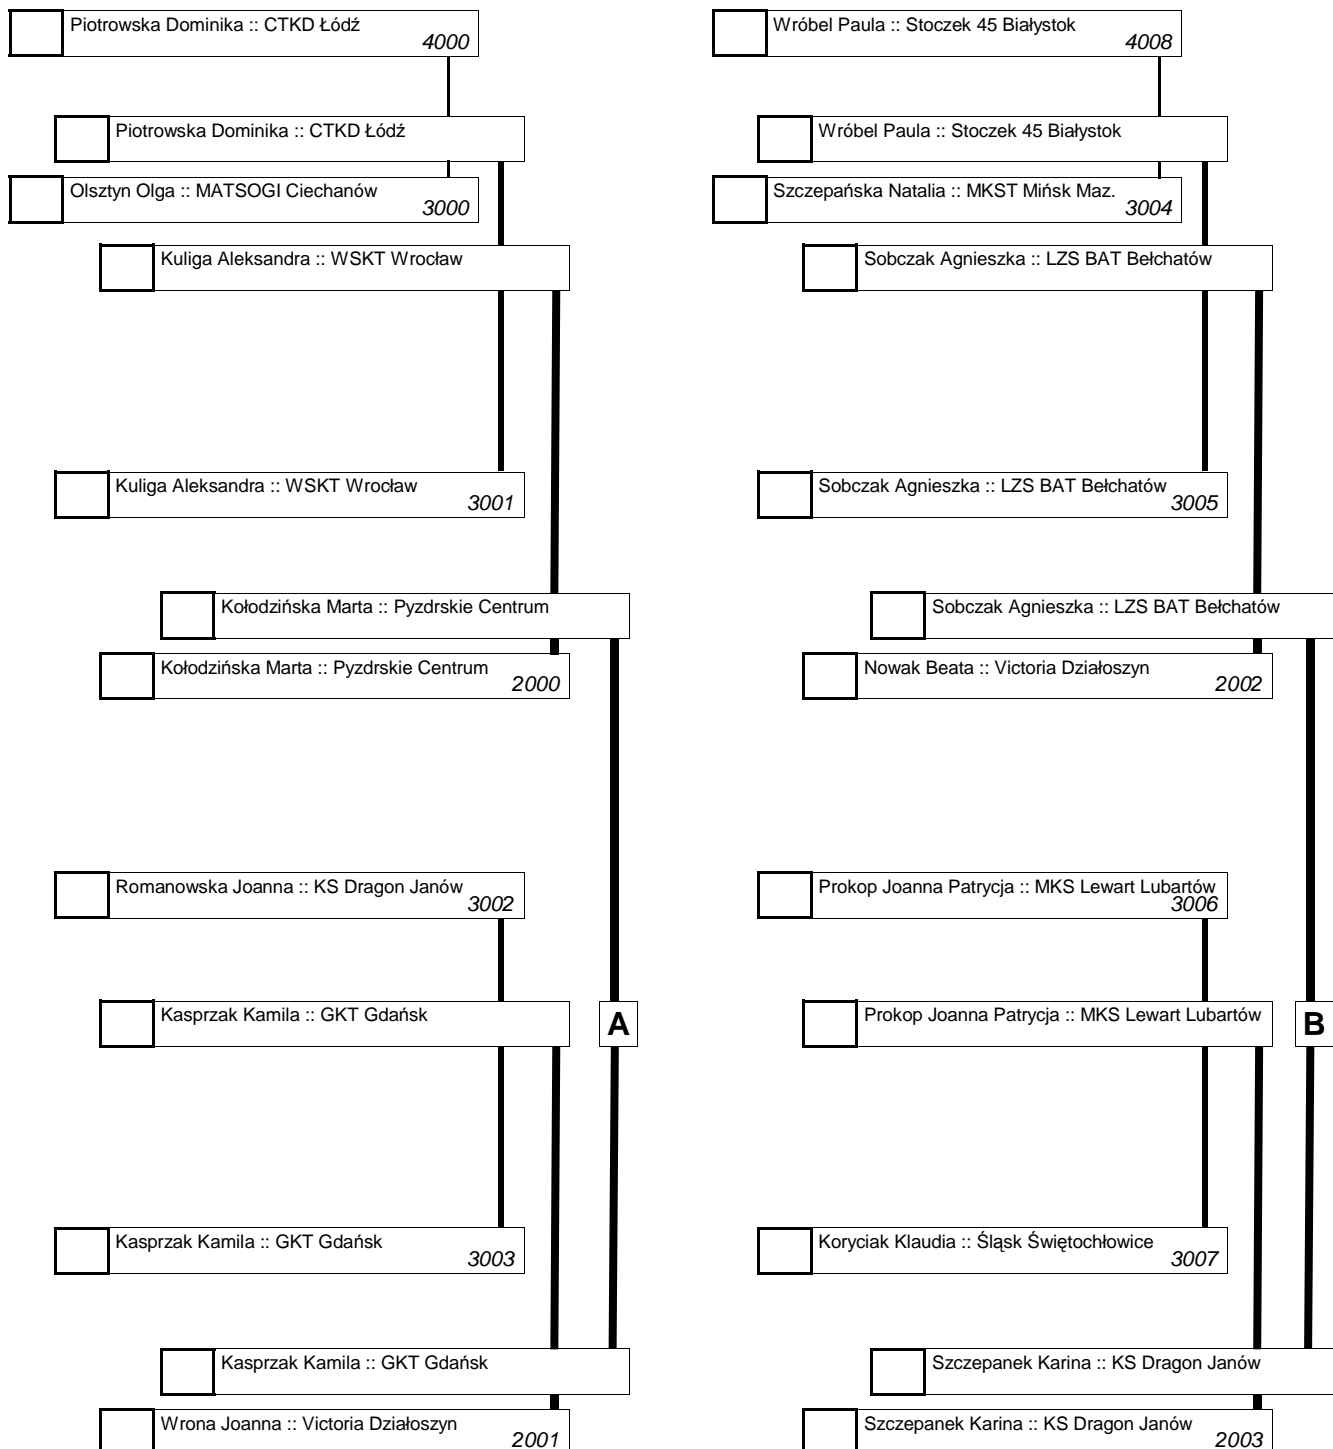 Piotrowska Dominika :: CTKD Łódź
4000
Piotrowska Dominika :: CTKD Łódź
Olsztyn Olga :: MATSOGI Ciechanów
3000
Kuliga Aleksandra :: WSKT Wrocław
Kuliga Aleksandra :: WSKT Wrocław
3001
Kołodzińska Marta :: Pyzdrskie Centrum
Kołodzińska Marta :: Pyzdrskie Centrum
2000
Romanowska Joanna :: KS Dragon Janów
3002
Kasprzak Kamila :: GKT Gdańsk
A
Kasprzak Kamila :: GKT Gdańsk
3003
Kasprzak Kamila :: GKT Gdańsk
Wrona Joanna :: Victoria Działoszyn
2001
Wróbel Paula :: Stoczek 45 Białystok
4008
Wróbel Paula :: Stoczek 45 Białystok
Szczepańska Natalia :: MKST Mińsk Maz.
3004
Sobczak Agnieszka :: LZS BAT Bełchatów
Sobczak Agnieszka :: LZS BAT Bełchatów
3005
Sobczak Agnieszka :: LZS BAT Bełchatów
Nowak Beata :: Victoria Działoszyn
2002
Prokop Joanna Patrycja :: MKS Lewart Lubartów
3006
Prokop Joanna Patrycja :: MKS Lewart Lubartów
B
Koryciak Klaudia :: Śląsk Świętochłowice
3007
Szczepanek Karina :: KS Dragon Janów
Szczepanek Karina :: KS Dragon Janów
2003